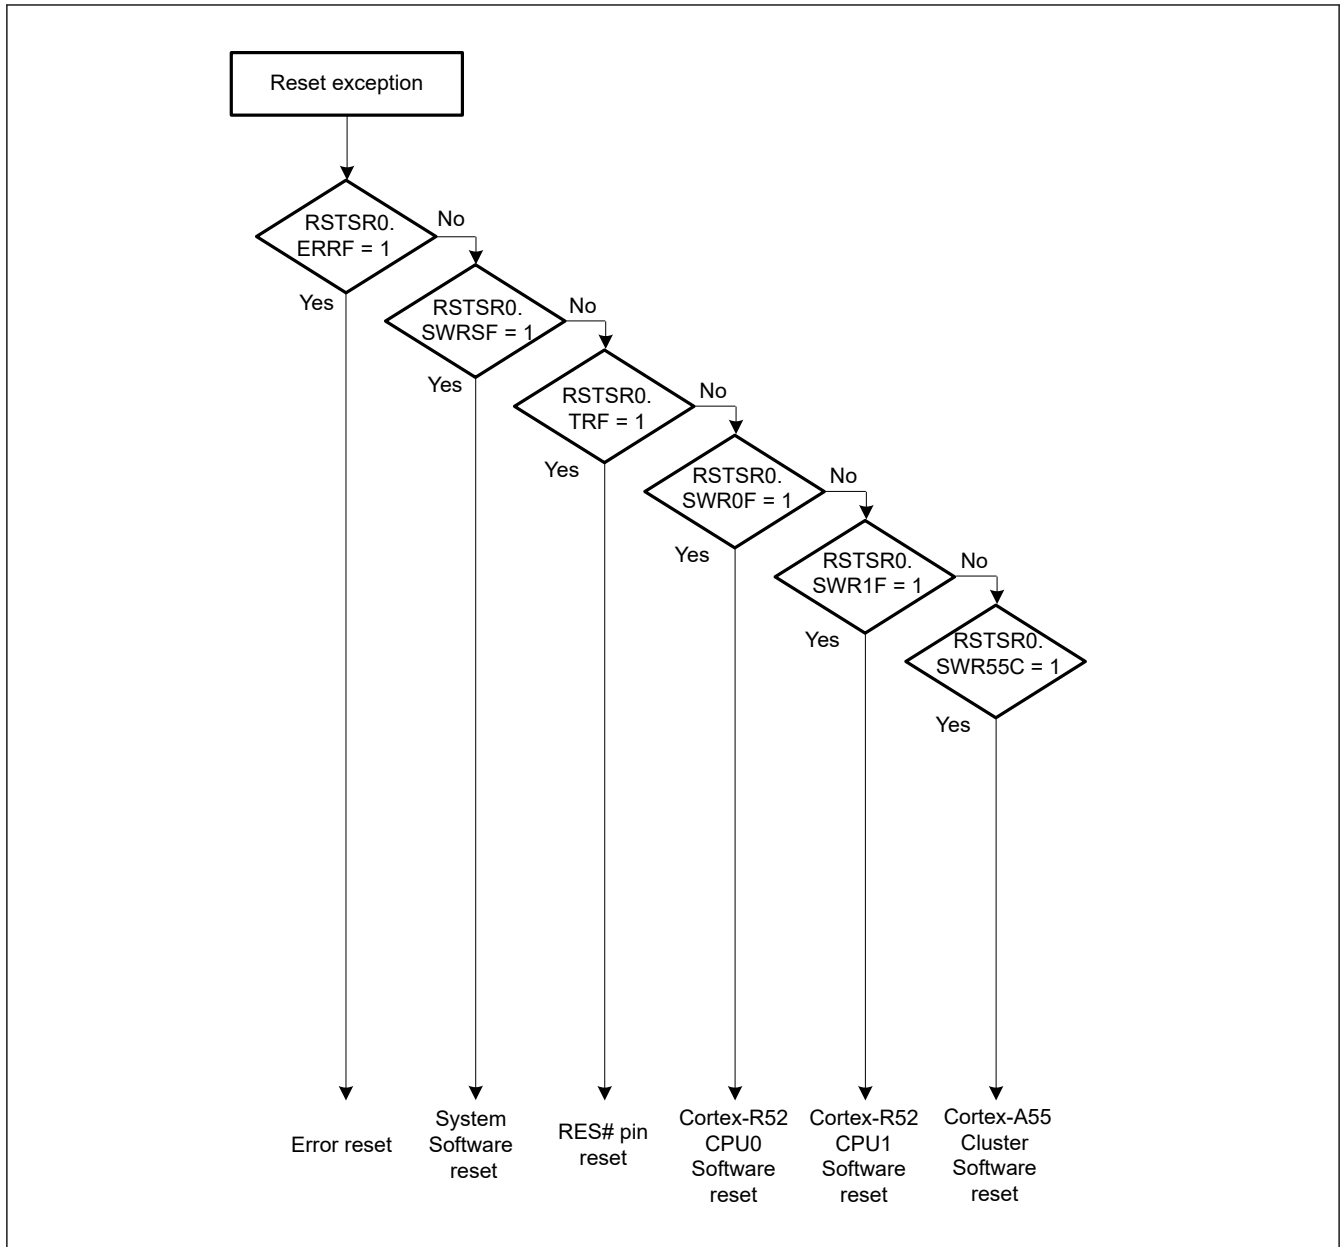 Reset exception
RSTSR0.
ERRF = 1
No
Yes
RSTSR0.
SWRSF = 1
No
Yes
RSTSR0.
TRF = 1
No
Yes
RSTSR0.
SWR0F = 1
No
Yes
RSTSR0.
SWR1F = 1
No
Yes
RSTSR0.
SWR55C = 1
Yes
Error reset
System
Software
reset
RES# pin
reset
Cortex-R52
CPU0
Software
reset
Cortex-R52
CPU1
Software
reset
Cortex-A55
Cluster
Software
reset